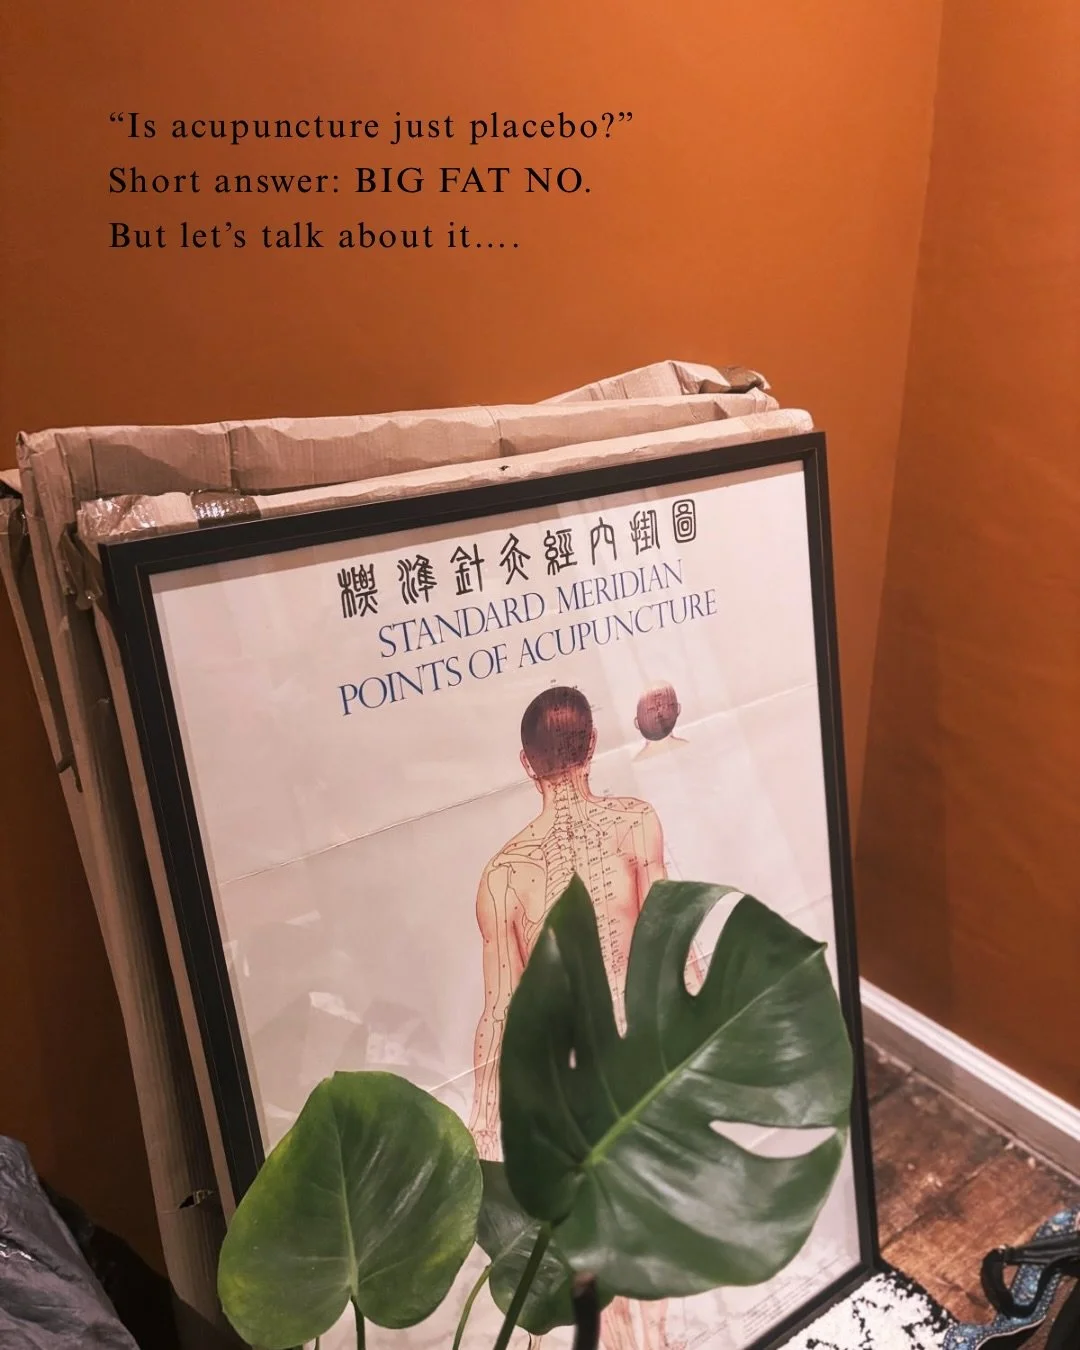 “Is acupuncture just placebo?”
Short answer: BIG FAT NO.
But let’s talk about it....
標準針灸經內掛圖
STANDARD MERIDIAN
POINTS OF ACUPUNCTURE